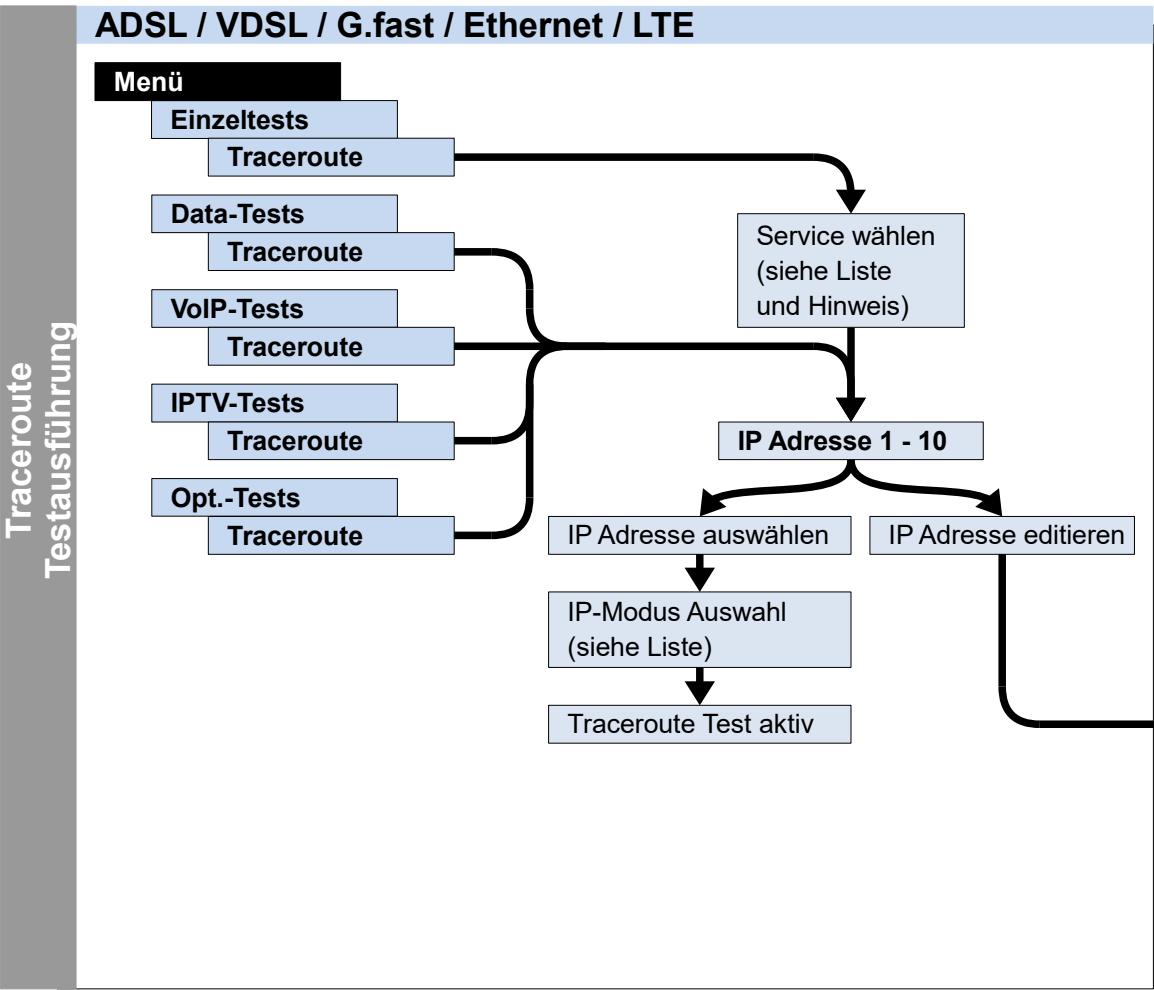 ADSL / VDSL / G.fast / Ethernet / LTE
Traceroute
Testausführung
Menü
Einzeltests
Traceroute
Data-Tests
Traceroute
VoIP-Tests
Traceroute
IPTV-Tests
Traceroute
Opt.-Tests
Traceroute
Service wählen
(siehe Liste
und Hinweis)
IP Adresse 1 - 10
IP Adresse auswählen
IP Adresse editieren
IP-Modus Auswahl
(siehe Liste)
Traceroute Test aktiv